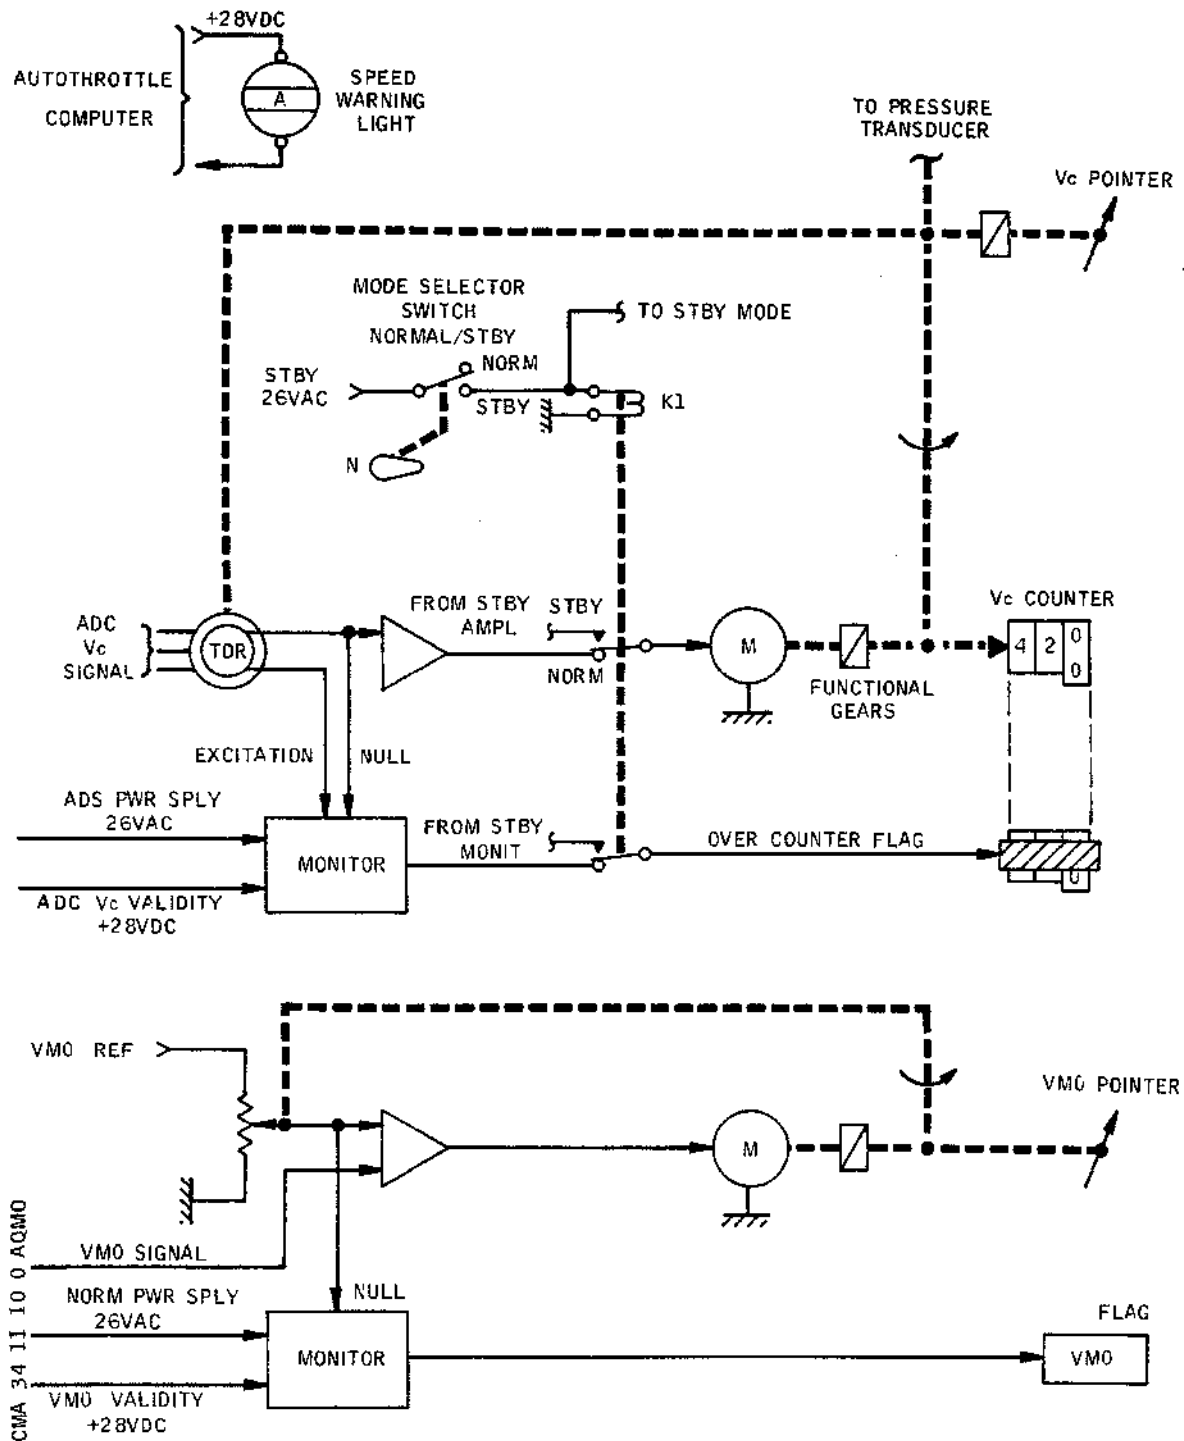 +28VDC
AUTOTHROTTLE
COMPUTER
A
SPEED
WARNING
LIGHT
TO PRESSURE
TRANSDUCER
Vc POINTER
MODE SELECTOR
SWITCH
NORMAL/STBY
TO STBY MODE
NORM
STBY
26VAC
STBY
K1
N
ADC
Vc
SIGNAL
TDR
FROM STBY
AMPL
STBY
NORM
M
FUNCTIONAL
GEARS
Vc COUNTER
4 2 0
0
EXCITATION
NULL
ADS PWR SPLY
26VAC
MONITOR
FROM STBY
MONIT
OVER COUNTER FLAG
0
ADC Vc VALIDITY
+28VDC
VMO REF
VMO POINTER
M
VMO SIGNAL
NORM PWR SPLY
26VAC
NULL
MONITOR
FLAG
VMO
VMO VALIDITY
+28VDC
CMA 34 11 10 0 AQMO